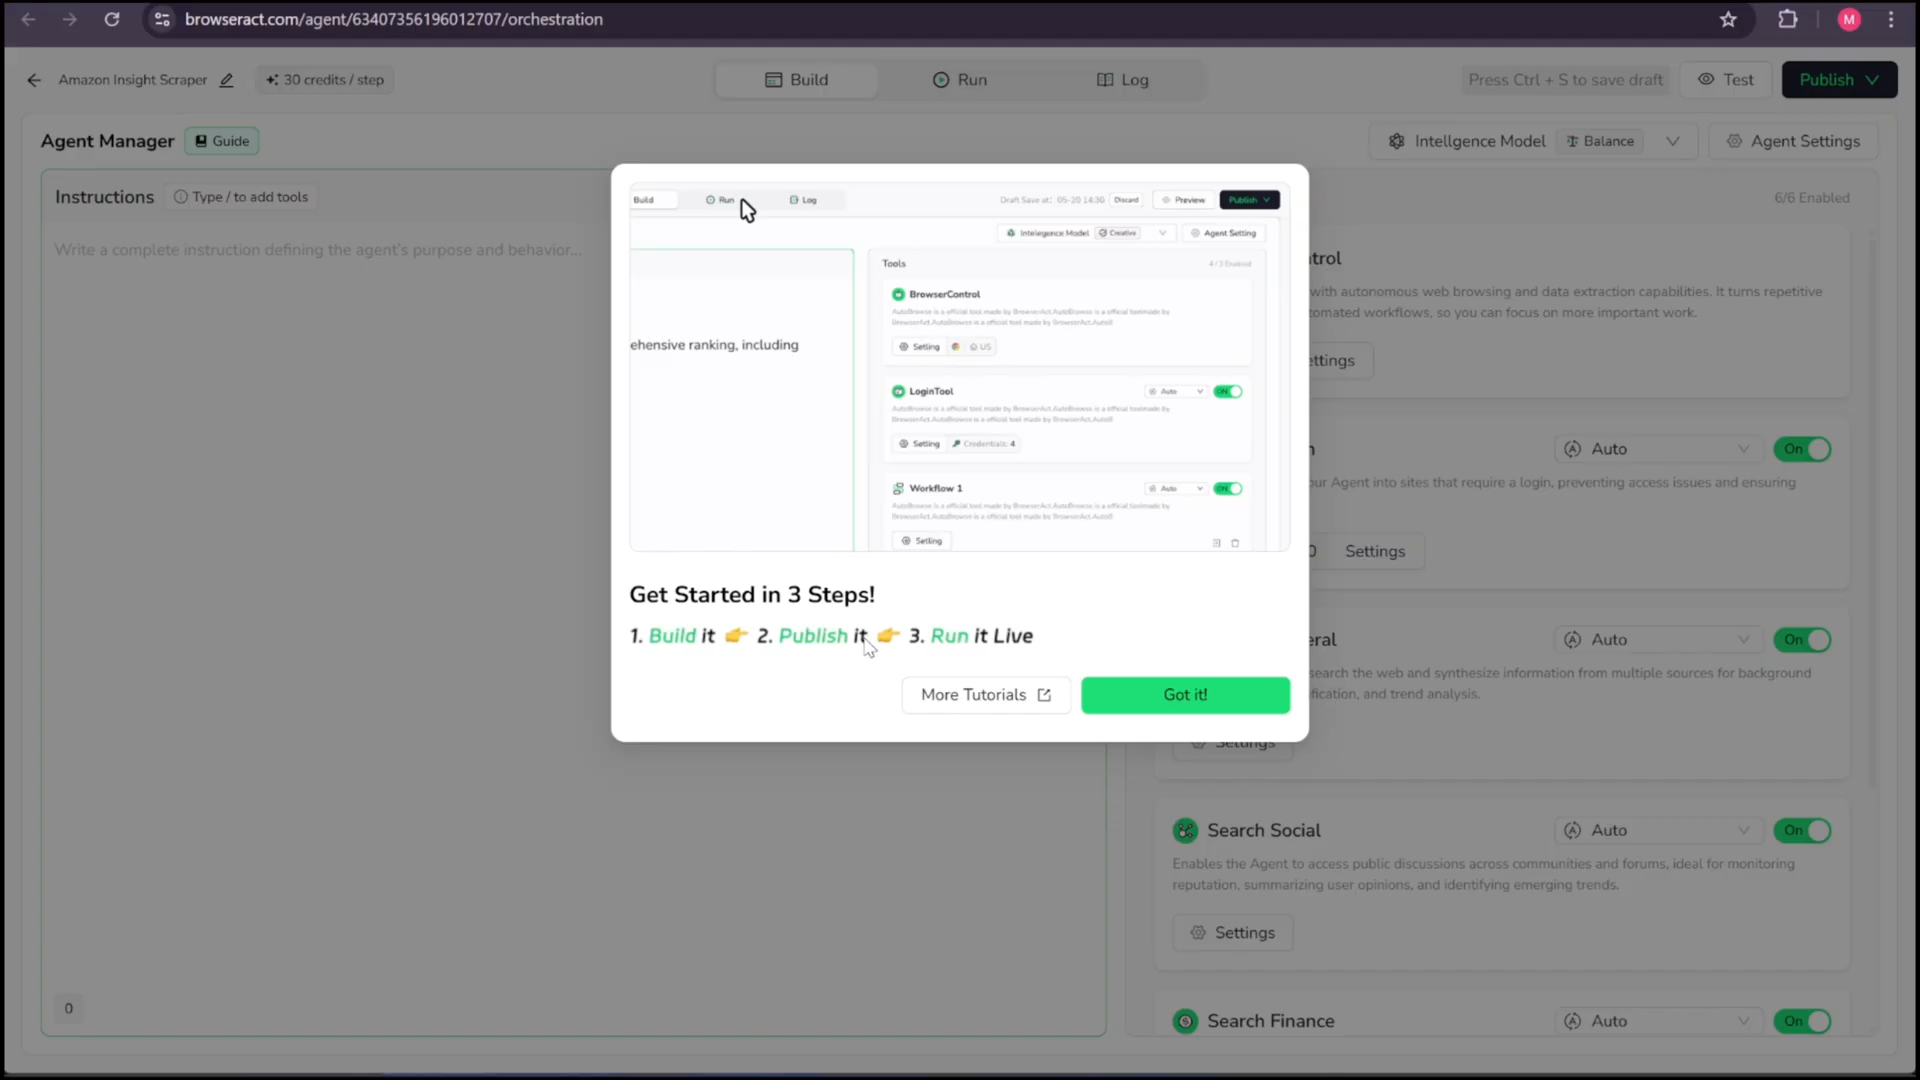 browseract.com/agent/63407356196012707/orchestration
M
Amazon Insight Scraper
30 credits / step
Build
Run
Log
Press Ctrl + S to save draft
Test
Publish
Agent Manager
Guide
Intellgence Model
Balance
Agent Settings
Instructions
Type / to add tools
6/6 Enabled
Write a complete instruction defining the agent's purpose and behavior...
Build
Run
Log
Draft Save at: 05-20 14:30
Discard
Preview
Publish
Intelegence Model
Creative
Agent Setting
Tools
4 / 3 Enabled
BrowserControl
AutoBrowse is a official tool made by BrowserAct.AutoBrowse is a official toolmade by
BrowserAct.AutoBrowse is a official tool made by BrowserAct.AutoB
Setting
US
ehensive ranking, including
LoginTool
Auto
ON
AutoBrowse is a official tool made by BrowserAct.AutoBrowse is a official toolmade by
BrowserAct.AutoBrowse is a official tool made by BrowserAct.AutoB
Setting
Credentials: 4
Workflow 1
Auto
ON
AutoBrowse is a official tool made by BrowserAct.AutoBrowse is a official toolmade by
BrowserAct.AutoBrowse is a official tool made by BrowserAct.AutoB
Setting
Get Started in 3 Steps!
1. Build it 👉 2. Publish it 👉 3. Run it Live
More Tutorials
Got it!
trol
with autonomous web browsing and data extraction capabilities. It turns repetitive
tomated workflows, so you can focus on more important work.
ettings
n
Auto
On
our Agent into sites that require a login, preventing access issues and ensuring
0
Settings
eral
Auto
On
search the web and synthesize information from multiple sources for background
fication, and trend analysis.
Settings
Search Social
Auto
On
Enables the Agent to access public discussions across communities and forums, ideal for monitoring
reputation, summarizing user opinions, and identifying emerging trends.
Settings
Search Finance
Auto
On
0